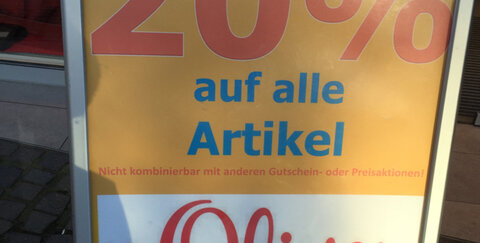 20%
auf alle
Artikel
Nicht kombinierbar mit anderen Gutschein- oder Preisaktionen!